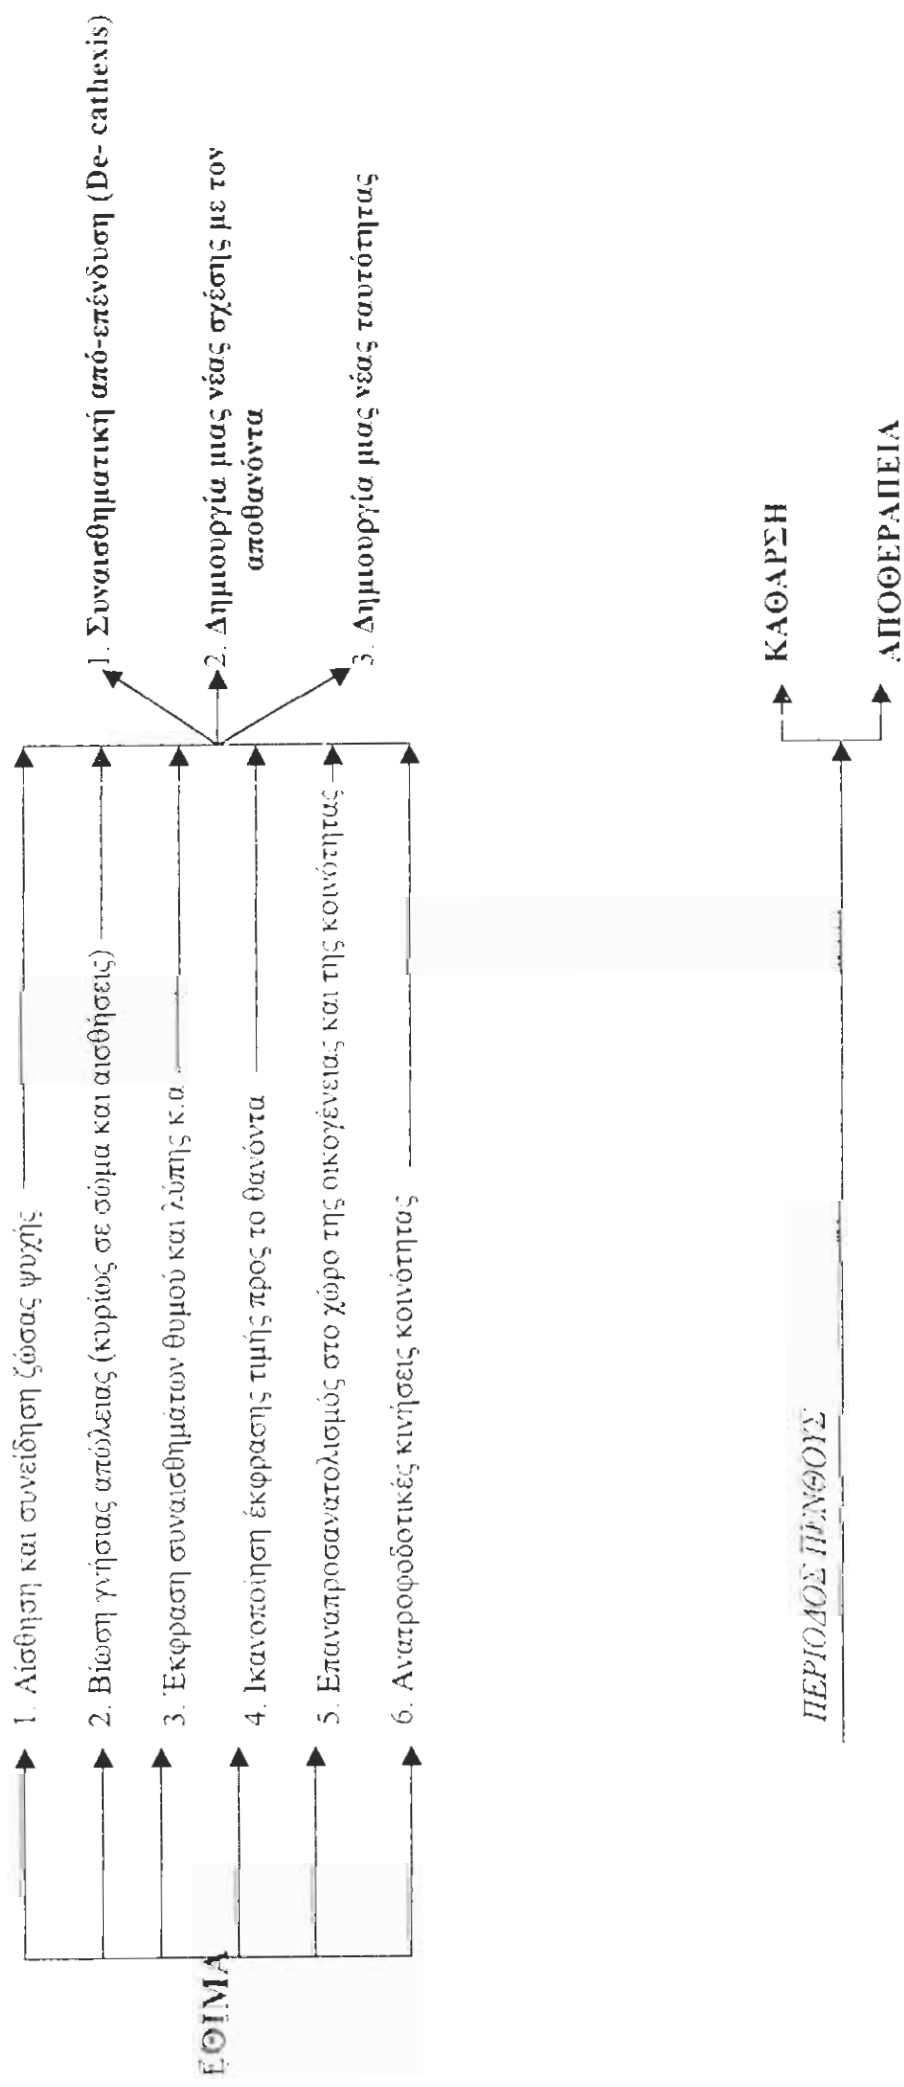 ΕΘΙΜΑ
1. Αίσθηση και συνείδηση ζώσας ψυχής
2. Βίωση γνήσιας απώλειας (κυρίως σε σώμα και αισθήσεις)
3. Έκφραση συναισθημάτων θυμού και λύπης κ.α
4. Ικανοποίηση έκφρασης τιμής προς το θανόντα
5. Επαναπροσανατολισμός στο χώρο της οικογένειας και της κοινότητας
6. Ανατροφοδοτικές κινήσεις κοινότητας
1. Συναισθηματική από-επένδυση (De- cathexis)
2. Δημιουργία μιας νέας σχέσης με τον
αποθανόντα
3. Δημιουργία μιας νέας ταυτότητας
ΠΕΡΙΟΔΟΣ ΠΕΝΘΟΥΣ
ΚΑΘΑΡΣΗ
ΑΠΟΘΕΡΑΠΕΙΑ